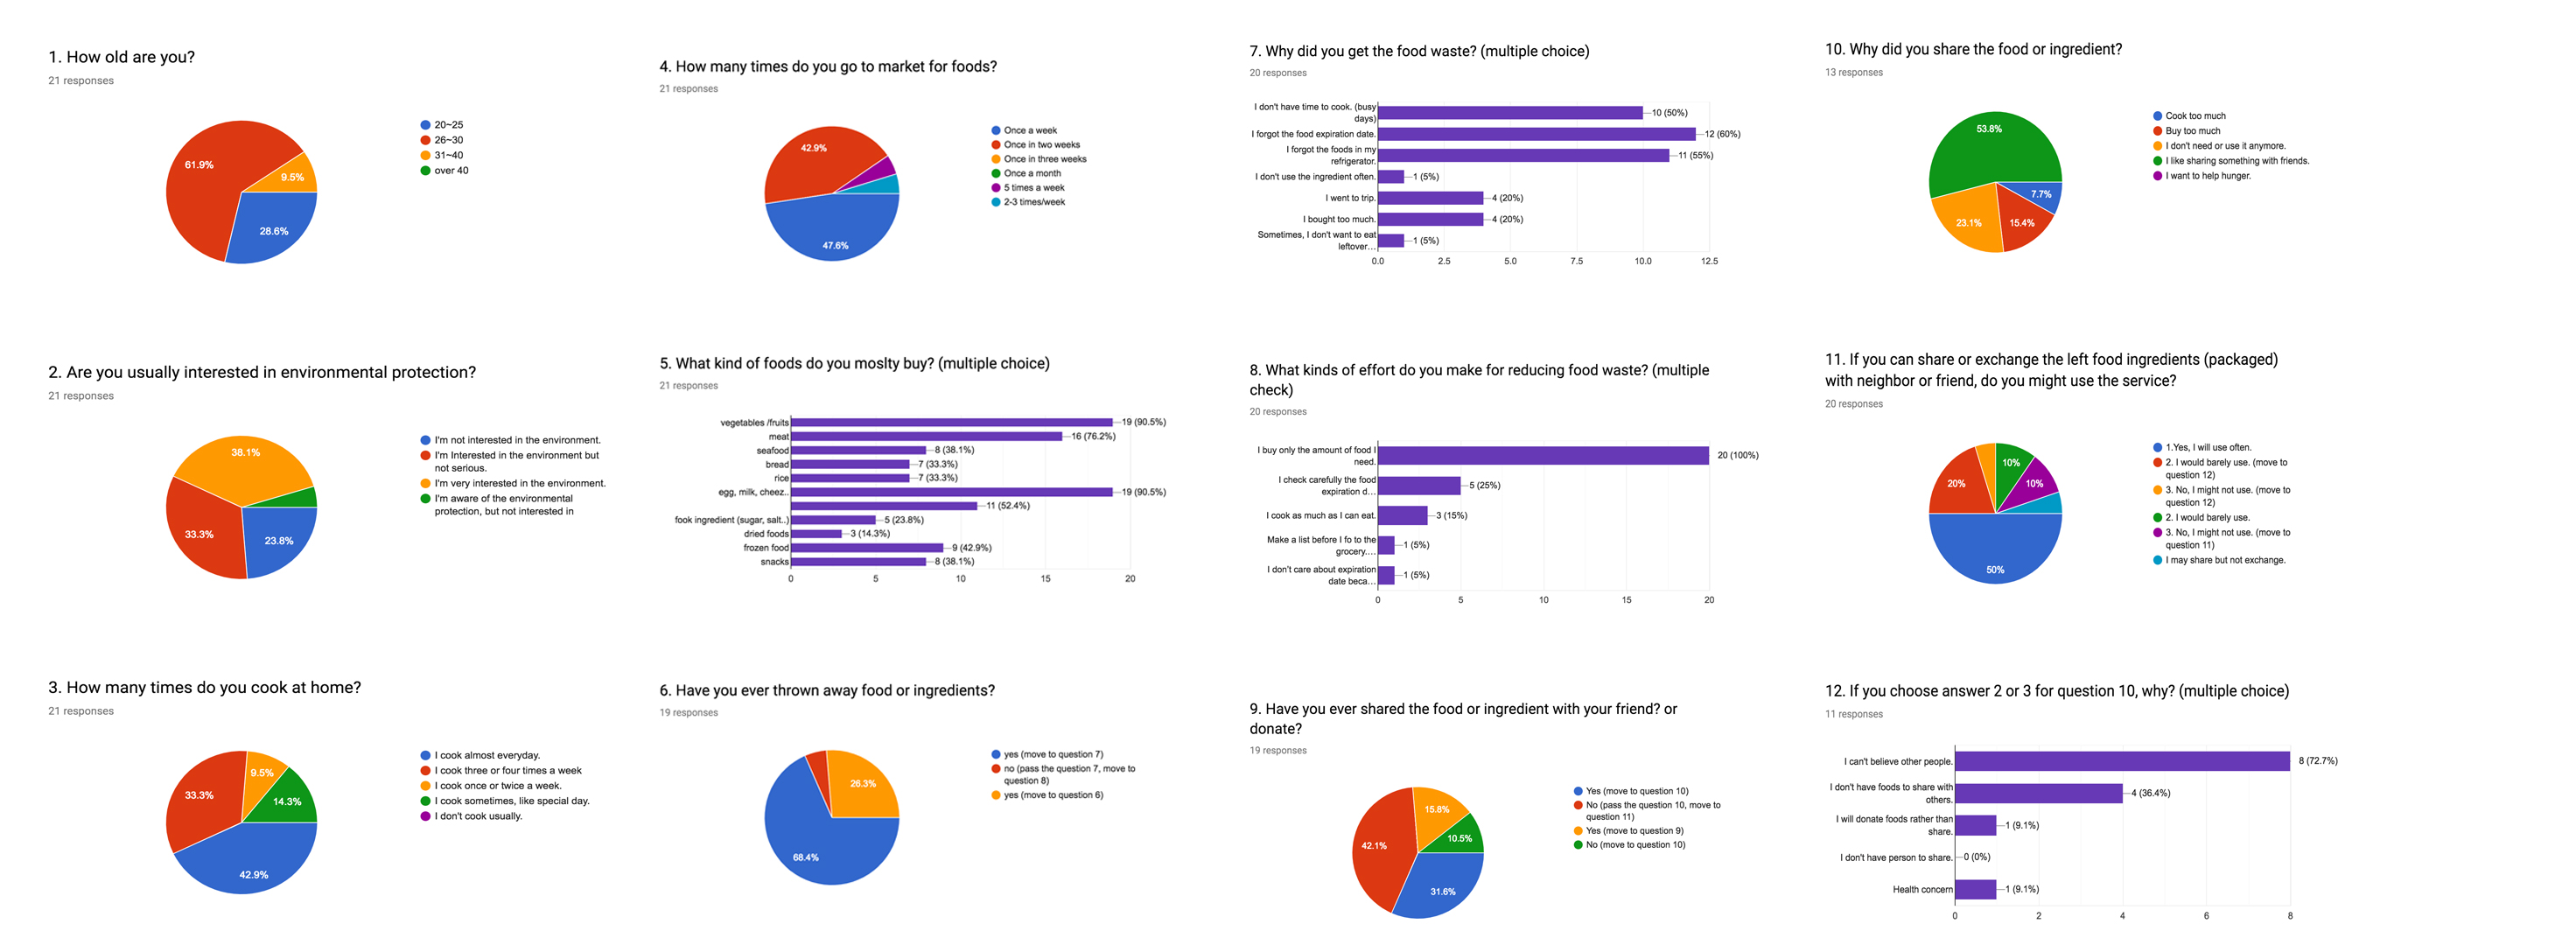 1. How old are you?
21 responses
61.9%
9.5%
28.6%
20~25
26~30
31~40
over 40
2. Are you usually interested in environmental protection?
21 responses
38.1%
33.3%
23.8%
I'm not interested in the environment.
I'm Interested in the environment but
not serious.
I'm very interested in the environment.
I'm aware of the environmental
protection, but not interested in
3. How many times do you cook at home?
21 responses
33.3%
9.5%
14.3%
42.9%
I cook almost everyday.
I cook three or four times a week
I cook once or twice a week.
I cook sometimes, like special day.
I don't cook usually.
4. How many times do you go to market for foods?
21 responses
42.9%
47.6%
Once a week
Once in two weeks
Once in three weeks
Once a month
5 times a week
2-3 times/week
5. What kind of foods do you moslty buy? (multiple choice)
21 responses
vegetables /fruits 19 (90.5%)
meat 16 (76.2%)
seafood 8 (38.1%)
bread 7 (33.3%)
rice 7 (33.3%)
egg, milk, cheez.. 19 (90.5%)
11 (52.4%)
fook ingredient (sugar, salt..) 5 (23.8%)
dried foods 3 (14.3%)
frozen food 9 (42.9%)
snacks 8 (38.1%)
0 5 10 15 20
6. Have you ever thrown away food or ingredients?
19 responses
26.3%
68.4%
yes (move to question 7)
no (pass the question 7, move to
question 8)
yes (move to question 6)
7. Why did you get the food waste? (multiple choice)
20 responses
I don't have time to cook. (busy
days)
10 (50%)
I forgot the food expiration date. 12 (60%)
I forgot the foods in my
refrigerator.
11 (55%)
I don't use the ingredient often. 1 (5%)
I went to trip. 4 (20%)
I bought too much. 4 (20%)
Sometimes, I don't want to eat
leftover…
1 (5%)
0.0 2.5 5.0 7.5 10.0 12.5
8. What kinds of effort do you make for reducing food waste? (multiple
check)
20 responses
I buy only the amount of food I
need.
20 (100%)
I check carefully the food
expiration d…
5 (25%)
I cook as much as I can eat. 3 (15%)
Make a list before I fo to the
grocery.…
1 (5%)
I don't care about expiration
date beca…
1 (5%)
0 5 10 15 20
9. Have you ever shared the food or ingredient with your friend? or
donate?
19 responses
15.8%
42.1%
10.5%
31.6%
Yes (move to question 10)
No (pass the question 10, move to
question 11)
Yes (move to question 9)
No (move to question 10)
10. Why did you share the food or ingredient?
13 responses
53.8%
7.7%
23.1%
15.4%
Cook too much
Buy too much
I don't need or use it anymore.
I like sharing something with friends.
I want to help hunger.
11. If you can share or exchange the left food ingredients (packaged)
with neighbor or friend, do you might use the service?
20 responses
10%
20%
10%
50%
1.Yes, I will use often.
2. I would barely use. (move to
question 12)
3. No, I might not use. (move to
question 12)
2. I would barely use.
3. No, I might not use. (move to
question 11)
I may share but not exchange.
12. If you choose answer 2 or 3 for question 10, why? (multiple choice)
11 responses
I can't believe other people. 8 (72.7%)
I don't have foods to share with
others.
4 (36.4%)
I will donate foods rather than
share.
1 (9.1%)
I don't have person to share. 0 (0%)
Health concern 1 (9.1%)
0 2 4 6 8